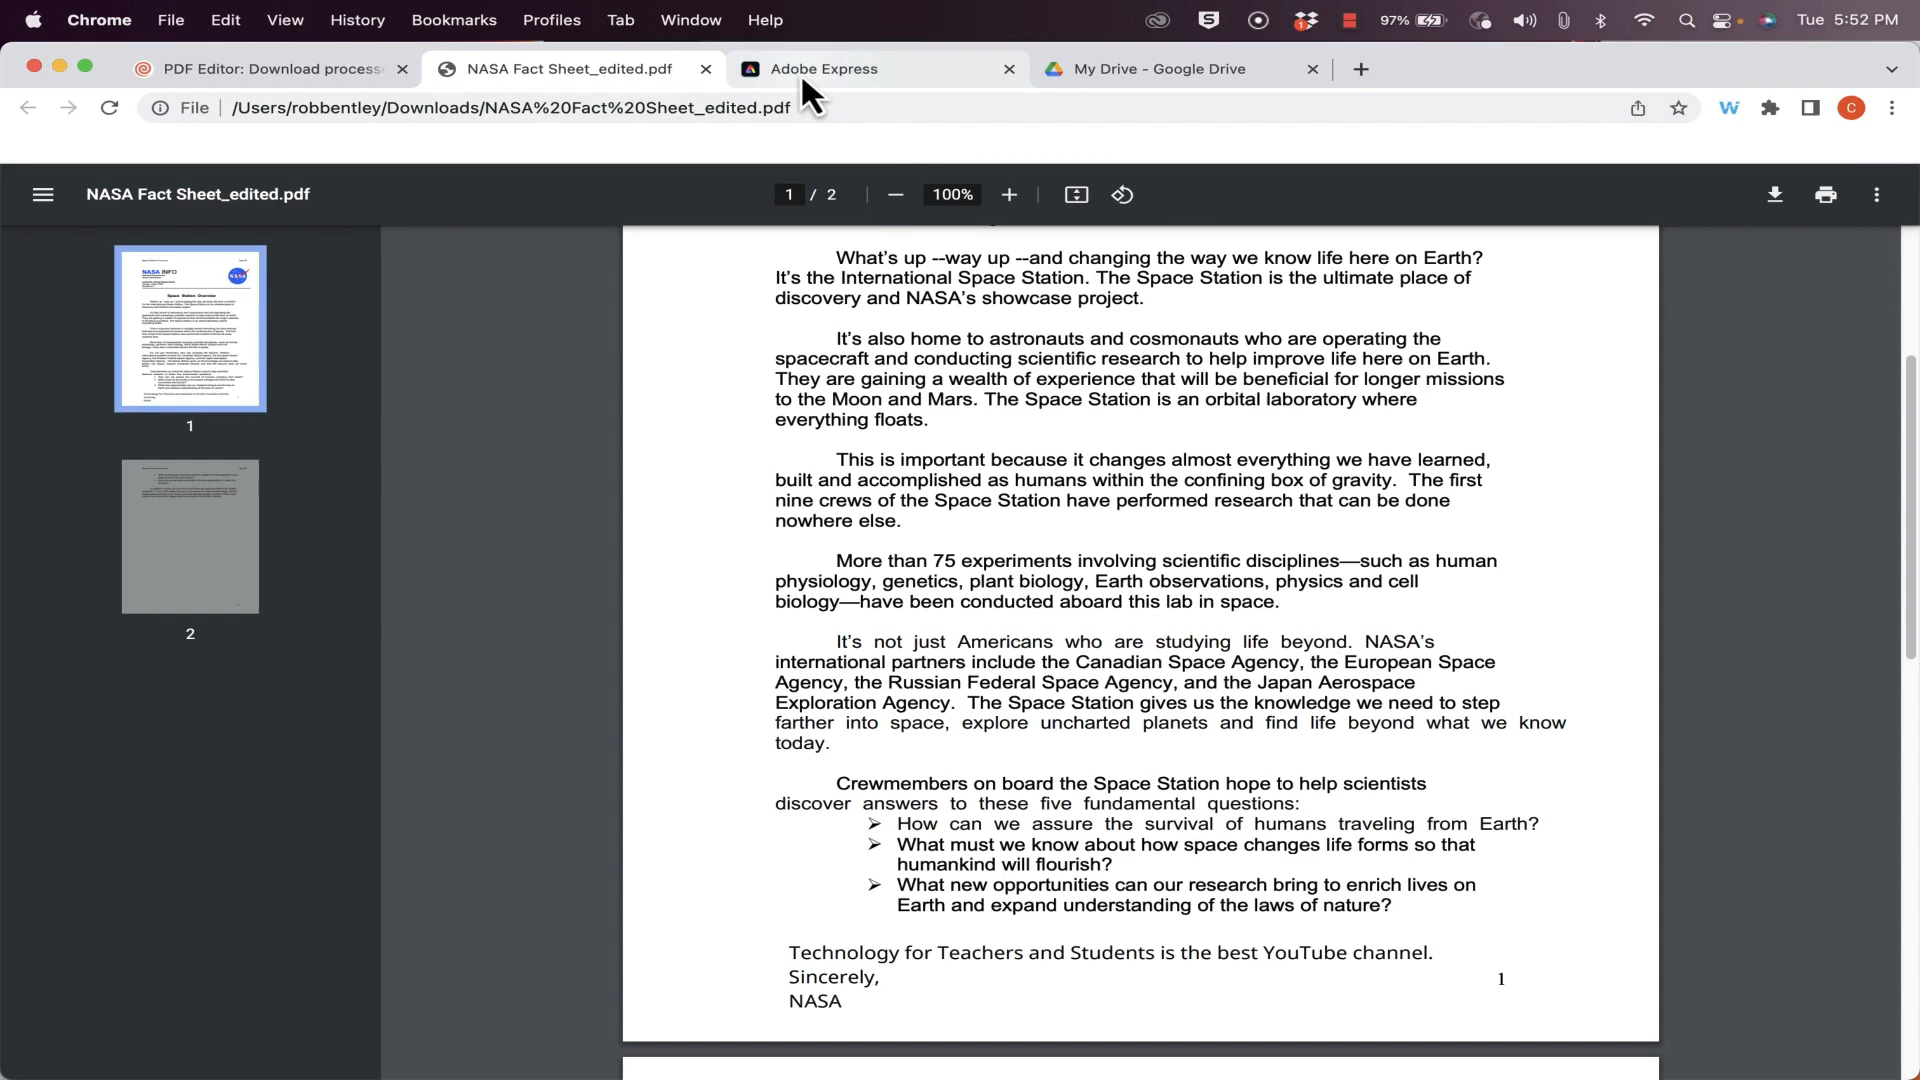 Chrome File Edit View History Bookmarks Profiles Tab Window Help 97% Tue 5:52 PM
PDF Editor: Download process NASA Fact Sheet_edited.pdf Adobe Express My Drive - Google Drive
File /Users/robbentley/Downloads/NASA%20Fact%20Sheet_edited.pdf C
NASA Fact Sheet_edited.pdf 1 / 2 100%
What's up --way up --and changing the way we know life here on Earth?
It's the International Space Station. The Space Station is the ultimate place of
discovery and NASA's showcase project.
It's also home to astronauts and cosmonauts who are operating the
spacecraft and conducting scientific research to help improve life here on Earth.
They are gaining a wealth of experience that will be beneficial for longer missions
to the Moon and Mars. The Space Station is an orbital laboratory where
everything floats.
This is important because it changes almost everything we have learned,
built and accomplished as humans within the confining box of gravity. The first
nine crews of the Space Station have performed research that can be done
nowhere else.
More than 75 experiments involving scientific disciplines—such as human
physiology, genetics, plant biology, Earth observations, physics and cell
biology—have been conducted aboard this lab in space.
It's not just Americans who are studying life beyond. NASA's
international partners include the Canadian Space Agency, the European Space
Agency, the Russian Federal Space Agency, and the Japan Aerospace
Exploration Agency. The Space Station gives us the knowledge we need to step
farther into space, explore uncharted planets and find life beyond what we know
today.
Crewmembers on board the Space Station hope to help scientists
discover answers to these five fundamental questions:
➢ How can we assure the survival of humans traveling from Earth?
➢ What must we know about how space changes life forms so that
humankind will flourish?
➢ What new opportunities can our research bring to enrich lives on
Earth and expand understanding of the laws of nature?
Technology for Teachers and Students is the best YouTube channel.
Sincerely,
NASA
1
NASA INFO
NASA
Space Station Overview
1
2